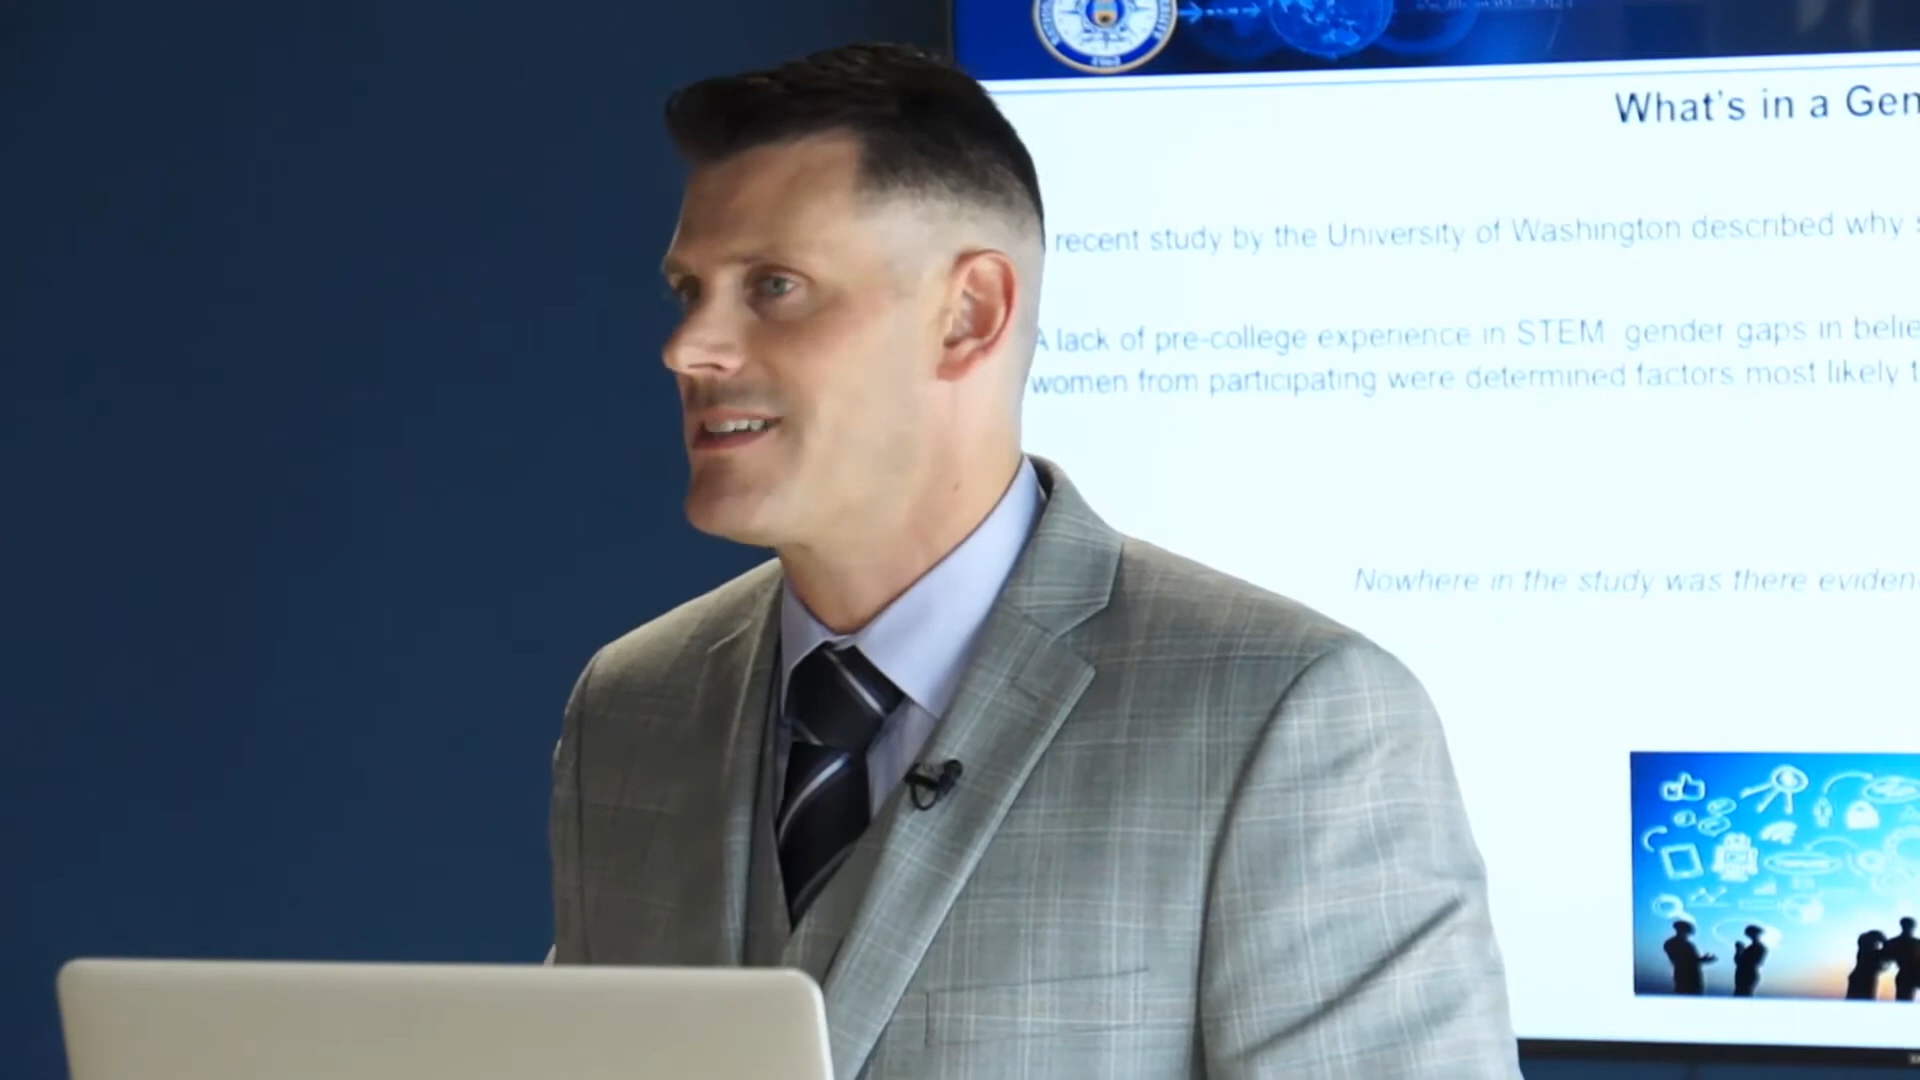 What's in a Gen
recent study by the University of Washington described why
A lack of pre-college experience in STEM gender gaps in belie
women from participating were determined factors most likely t
Nowhere in the study was there eviden